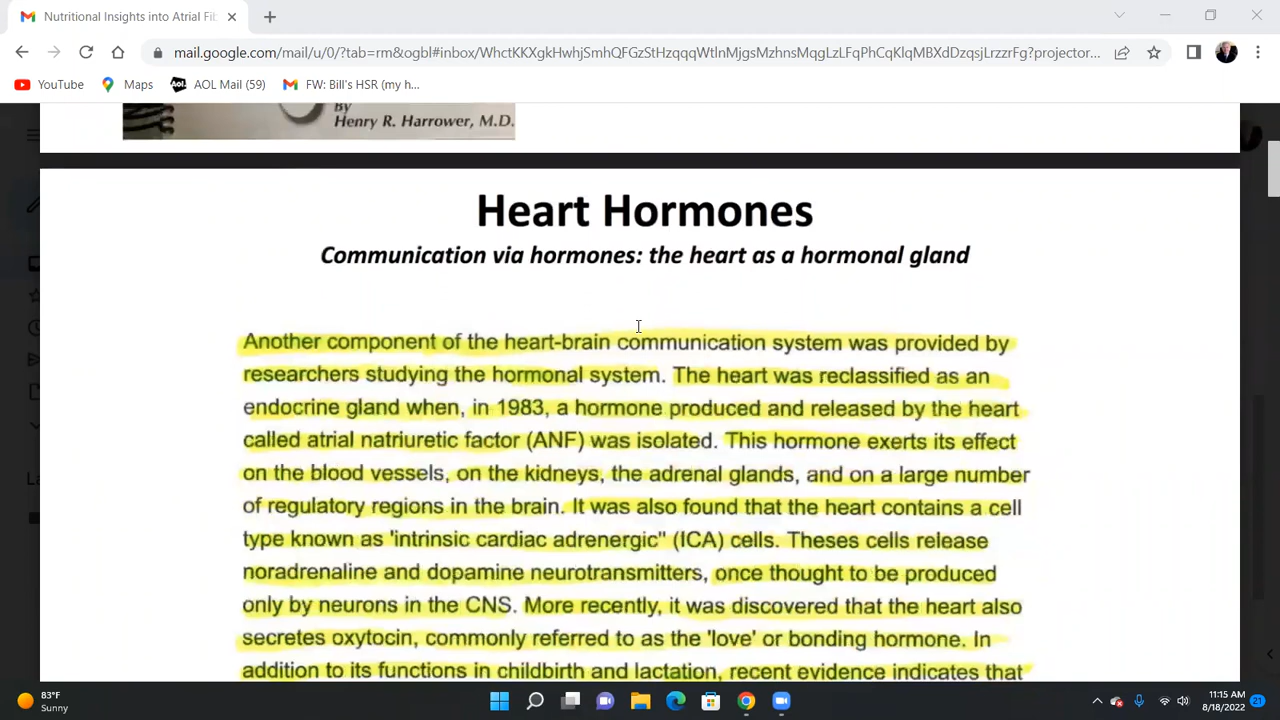 Nutritional Insights into Atrial Fib
mail.google.com/mail/u/0/?tab=rm&ogbl#inbox/WhctKKXgkHwhjSmhQFGzStHzqqqWtlnMjgsMzhnsMqgLzLFqPhCqKlqMBXdDzqsjLrzzrFg?projector...
YouTube Maps AOL Mail (59) FW: Bill's HSR (my h...
By
Henry R. Harrower, M.D.
Heart Hormones
Communication via hormones: the heart as a hormonal gland
Another component of the heart-brain communication system was provided by
researchers studying the hormonal system. The heart was reclassified as an
endocrine gland when, in 1983, a hormone produced and released by the heart
called atrial natriuretic factor (ANF) was isolated. This hormone exerts its effect
on the blood vessels, on the kidneys, the adrenal glands, and on a large number
of regulatory regions in the brain. It was also found that the heart contains a cell
type known as 'intrinsic cardiac adrenergic" (ICA) cells. Theses cells release
noradrenaline and dopamine neurotransmitters, once thought to be produced
only by neurons in the CNS. More recently, it was discovered that the heart also
secretes oxytocin, commonly referred to as the 'love' or bonding hormone. In
addition to its functions in childbirth and lactation, recent evidence indicates that
83°F
Sunny
11:15 AM
8/18/2022
21